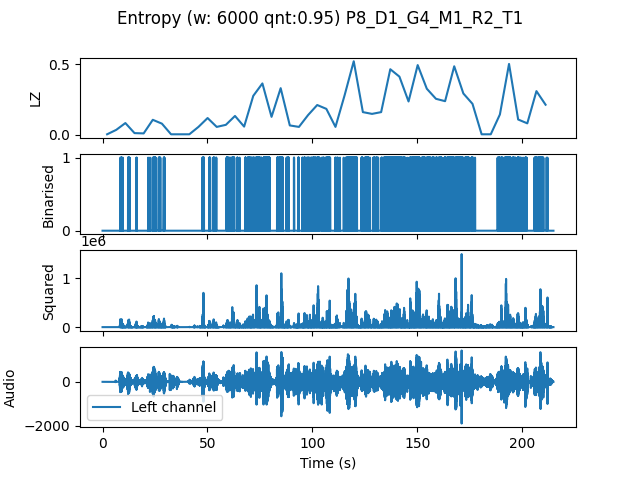 Entropy (w: 6000 qnt:0.95) P8_D1_G4_M1_R2_T1
0.5
0.0
LZ
1
0
Binarised
1e6
1
0
Squared
0
−2000
Audio
Left channel
0 50 100 150 200
Time (s)